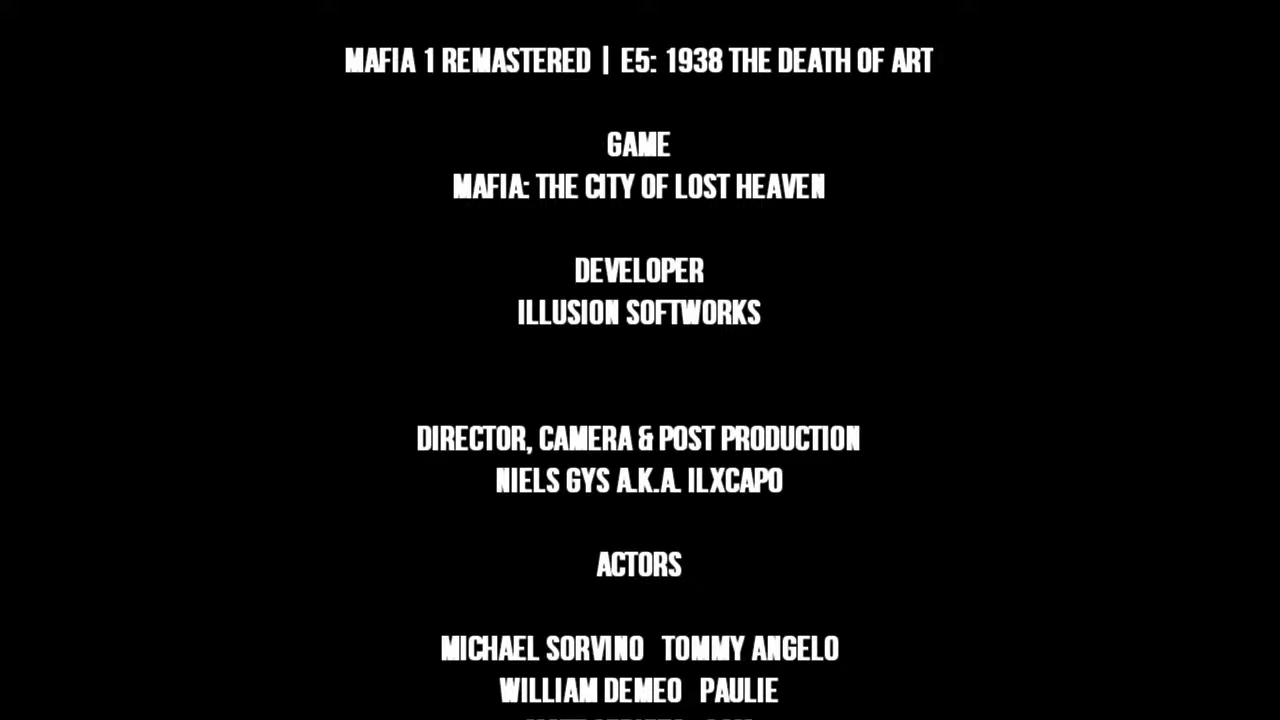 MAFIA 1 REMASTERED | E5: 1938 THE DEATH OF ART
GAME
MAFIA: THE CITY OF LOST HEAVEN
DEVELOPER
ILLUSION SOFTWORKS
DIRECTOR, CAMERA & POST PRODUCTION
NIELS GYS A.K.A. ILXCAPO
ACTORS
MICHAEL SORVINO TOMMY ANGELO
WILLIAM DEMEO PAULIE